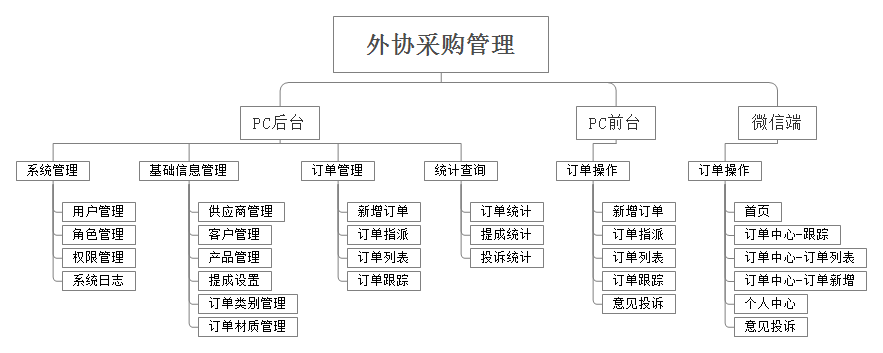 外协采购管理
PC后台
PC前台
微信端
系统管理
基础信息管理
订单管理
统计查询
订单操作
订单操作
用户管理
角色管理
权限管理
系统日志
供应商管理
客户管理
产品管理
提成设置
订单类别管理
订单材质管理
新增订单
订单指派
订单列表
订单跟踪
订单统计
提成统计
投诉统计
新增订单
订单指派
订单列表
订单跟踪
意见投诉
首页
订单中心-跟踪
订单中心-订单列表
订单中心-订单新增
个人中心
意见投诉